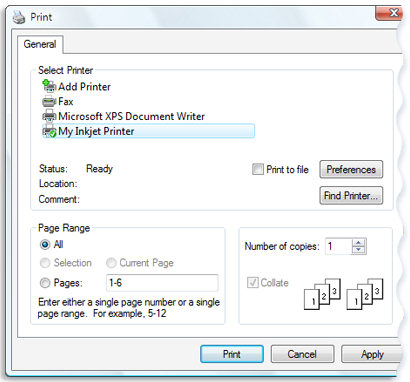 Print
General
Select Printer
Add Printer
Fax
Microsoft XPS Document Writer
My Inkjet Printer
Status: Ready
Print to file
Preferences
Location:
Comment:
Find Printer...
Page Range
All
Selection
Current Page
Pages: 1-6
Enter either a single page number or a single
page range. For example, 5-12
Number of copies: 1
Collate
1 2 3 1 2 3
Print Cancel Apply